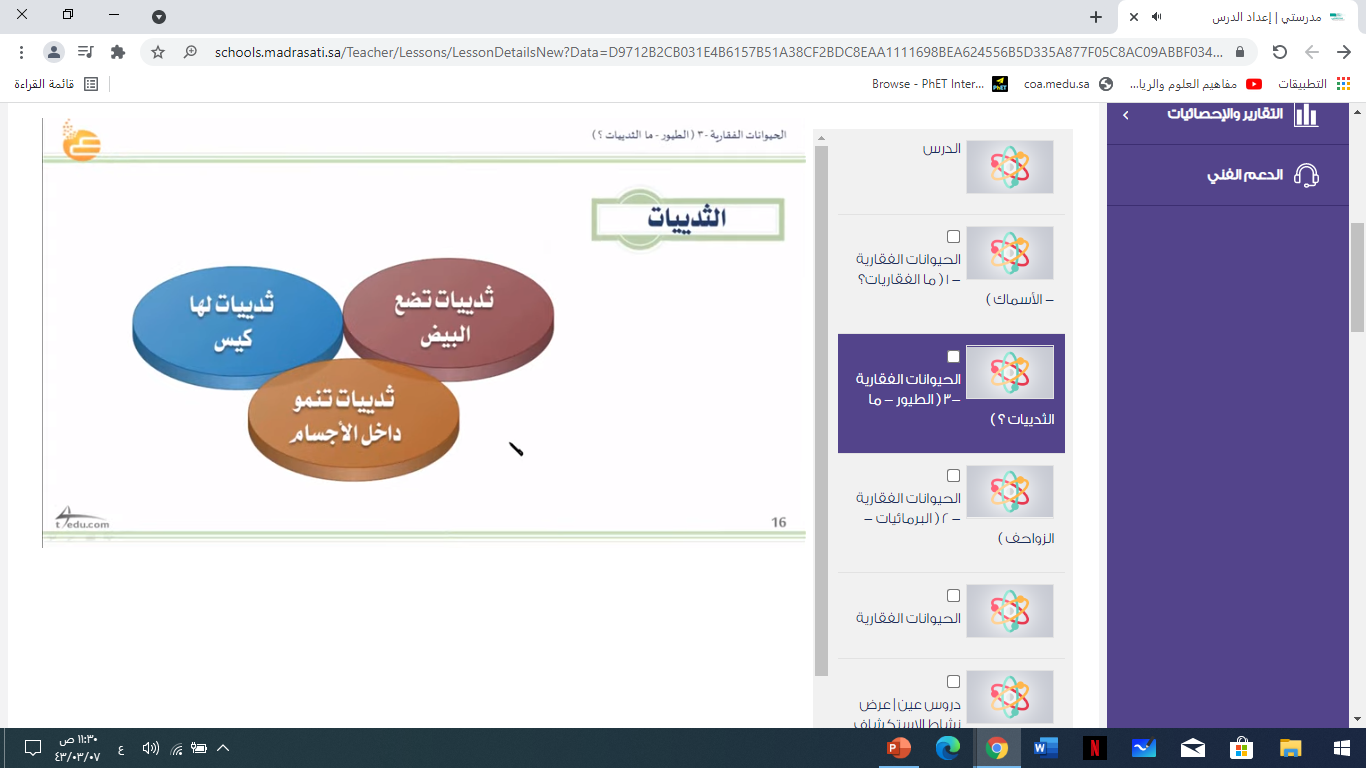 مدرستي | إعداد الدرس
schools.madrasati.sa/Teacher/Lessons/LessonDetailsNew?Data=D9712B2CB031E4B6157B51A38CF2BDC8EAA1111698BEA624556B5D335A877F05C8AC09ABBF034...
التطبيقات
مفاهيم العلوم والريا...
coa.medu.sa
Browse - PhET Inter...
قائمة القراءة
التقارير والإحصائيات
الدعم الفني
الدرس
الحيوانات الفقارية
– ١ ( ما الفقاريات؟
– الأسماك )
الحيوانات الفقارية
–٣ ( الطيور – ما
الثدييات ؟ )
الحيوانات الفقارية
– ٢ ( البرمائيات –
الزواحف )
الحيوانات الفقارية
دروس عين | عرض
نشاط الاستكشاف
الحيوانات الفقارية -٣ ( الطيور - ما الثدييات ؟ )
الثدييات
ثدييات تضع
البيض
ثدييات لها
كيس
ثدييات تنمو
داخل الأجسام
t4edu.com
16
ع
١١:٣٠ ص
٤٣/٠٣/٠٧